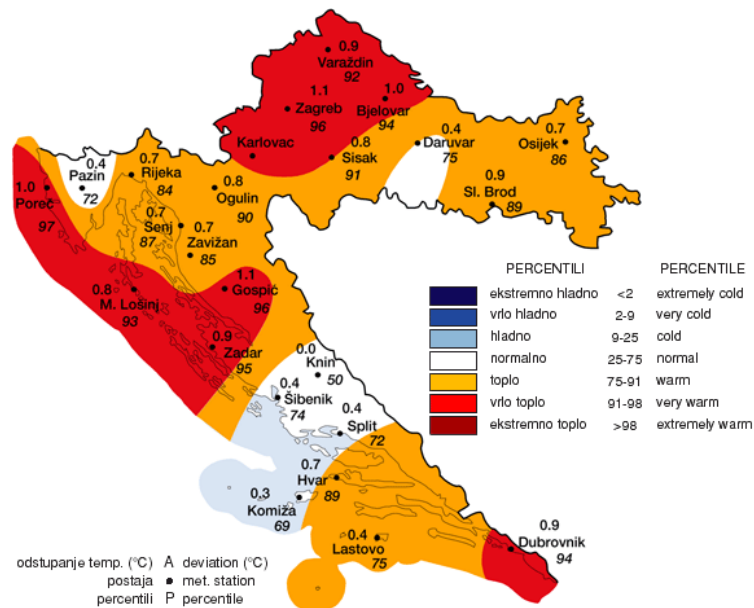 0.9
Varaždin
92
1.1
Zagreb
96
1.0
Bjelovar
94
Karlovac
0.8
Sisak
91
0.4
Daruvar
75
0.7
Osijek
86
0.9
Sl. Brod
89
0.4
Pazin
72
0.7
Rijeka
84
1.0
Poreč
97
0.8
Ogulin
90
0.7
Senj
87
0.7
Zavižan
85
1.1
Gospić
96
0.8
M. Lošinj
93
0.9
Zadar
95
0.0
Knin
50
0.4
Šibenik
74
0.4
Split
72
0.7
Hvar
89
0.3
Komiža
69
0.4
Lastovo
75
0.9
Dubrovnik
94
PERCENTILI PERCENTILE
ekstremno hladno <2 extremely cold
vrlo hladno 2-9 very cold
hladno 9-25 cold
normalno 25-75 normal
toplo 75-91 warm
vrlo toplo 91-98 very warm
ekstremno toplo >98 extremely warm
odstupanje temp. (°C) A deviation (°C)
postaja ● met. station
percentili P percentile